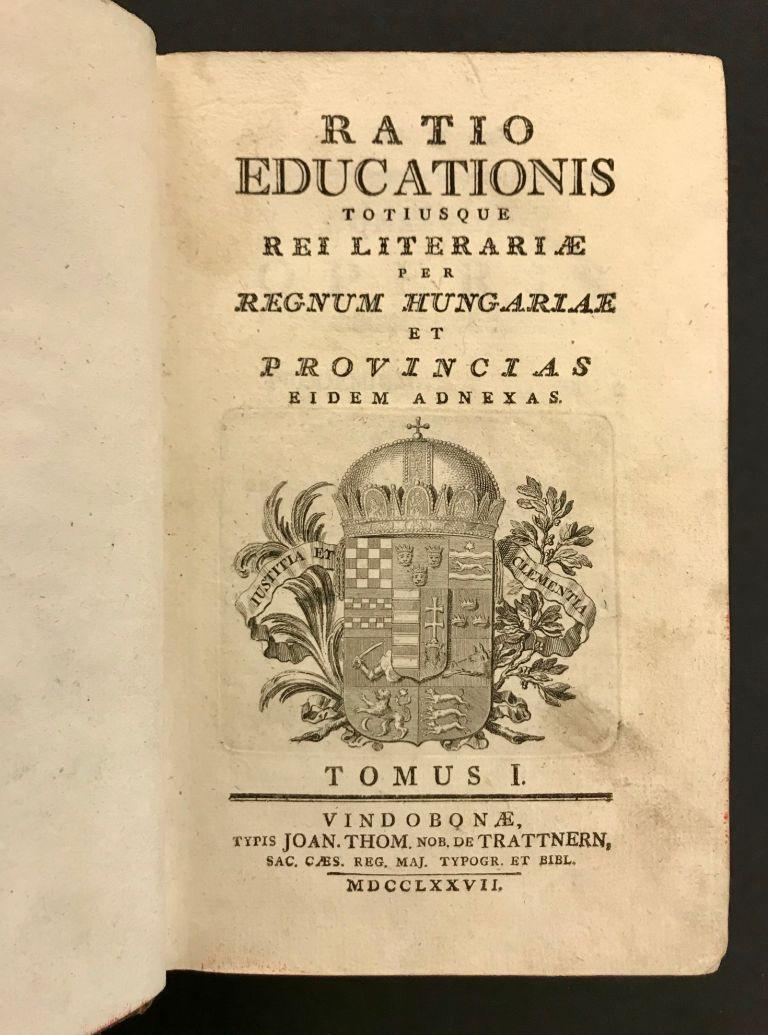 RATIO
EDUCATIONIS
TOTIUSQUE
REI LITERARIÆ
PER
REGNUM HUNGARIAE
ET
PROVINCIAS
EIDEM ADNEXAS.
IUSTITIA ET
CLEMENTIA
TOMUS I.
VINDOBONÆ,
TYPIS JOAN. THOM. NOB. DE TRATTNERN,
SAC. CÆS. REG. MAJ. TYPOGR. ET BIBL.
MDCCLXXVII.